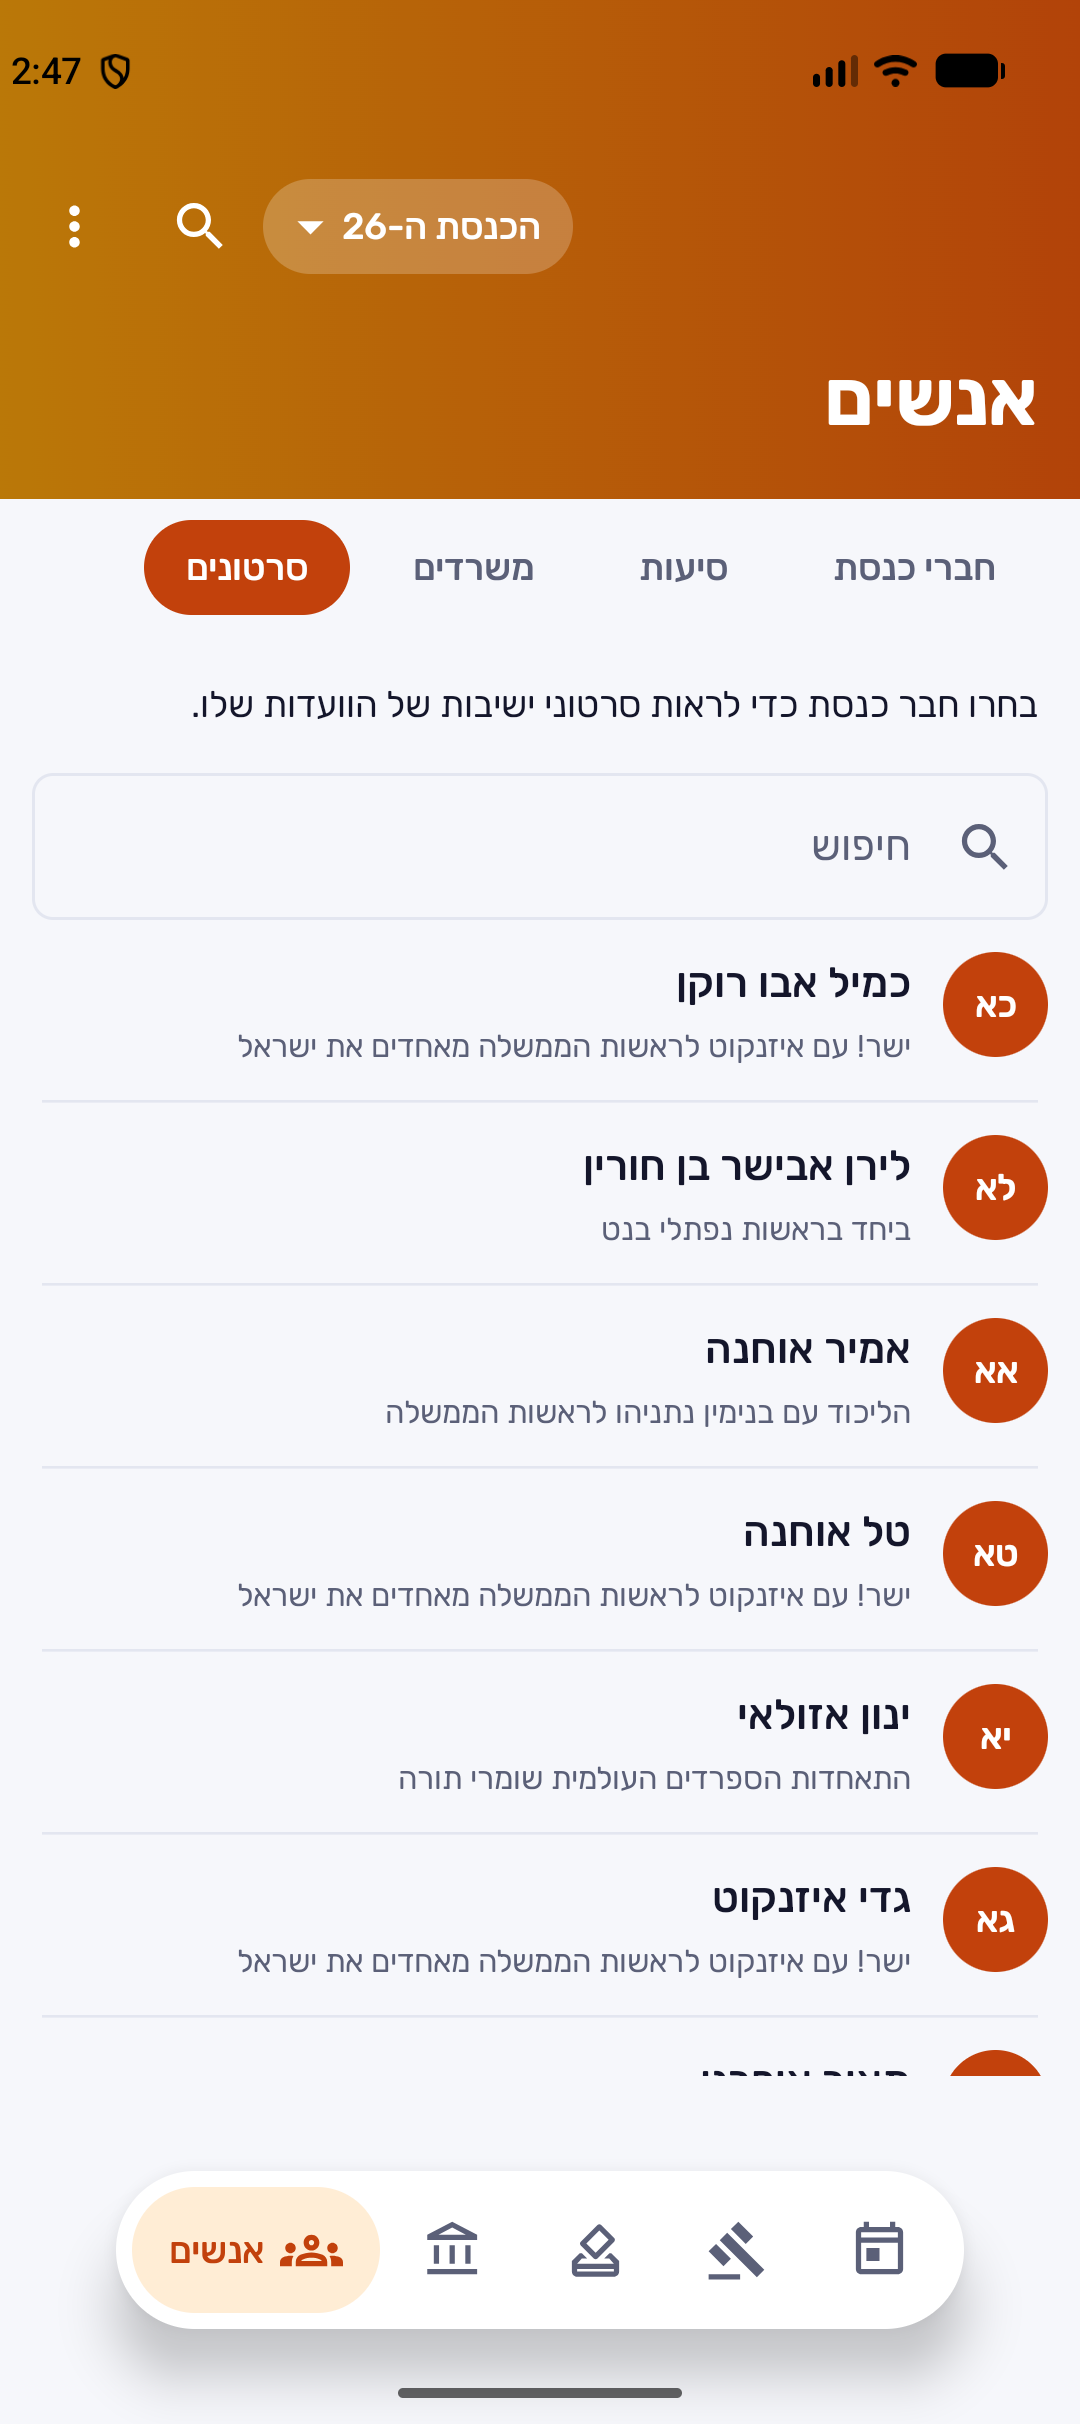 2:47
הכנסת ה-26
אנשים
חברי כנסת
סיעות
משרדים
סרטונים
בחרו חבר כנסת כדי לראות סרטוני ישיבות של הוועדות שלו.
חיפוש
כא
כמיל אבו רוקן
ישר! עם איזנקוט לראשות הממשלה מאחדים את ישראל
לא
לירן אבישר בן חורין
ביחד בראשות נפתלי בנט
אא
אמיר אוחנה
הליכוד עם בנימין נתניהו לראשות הממשלה
טא
טל אוחנה
ישר! עם איזנקוט לראשות הממשלה מאחדים את ישראל
יא
ינון אזולאי
התאחדות הספרדים העולמית שומרי תורה
גא
גדי איזנקוט
ישר! עם איזנקוט לראשות הממשלה מאחדים את ישראל
אנשים